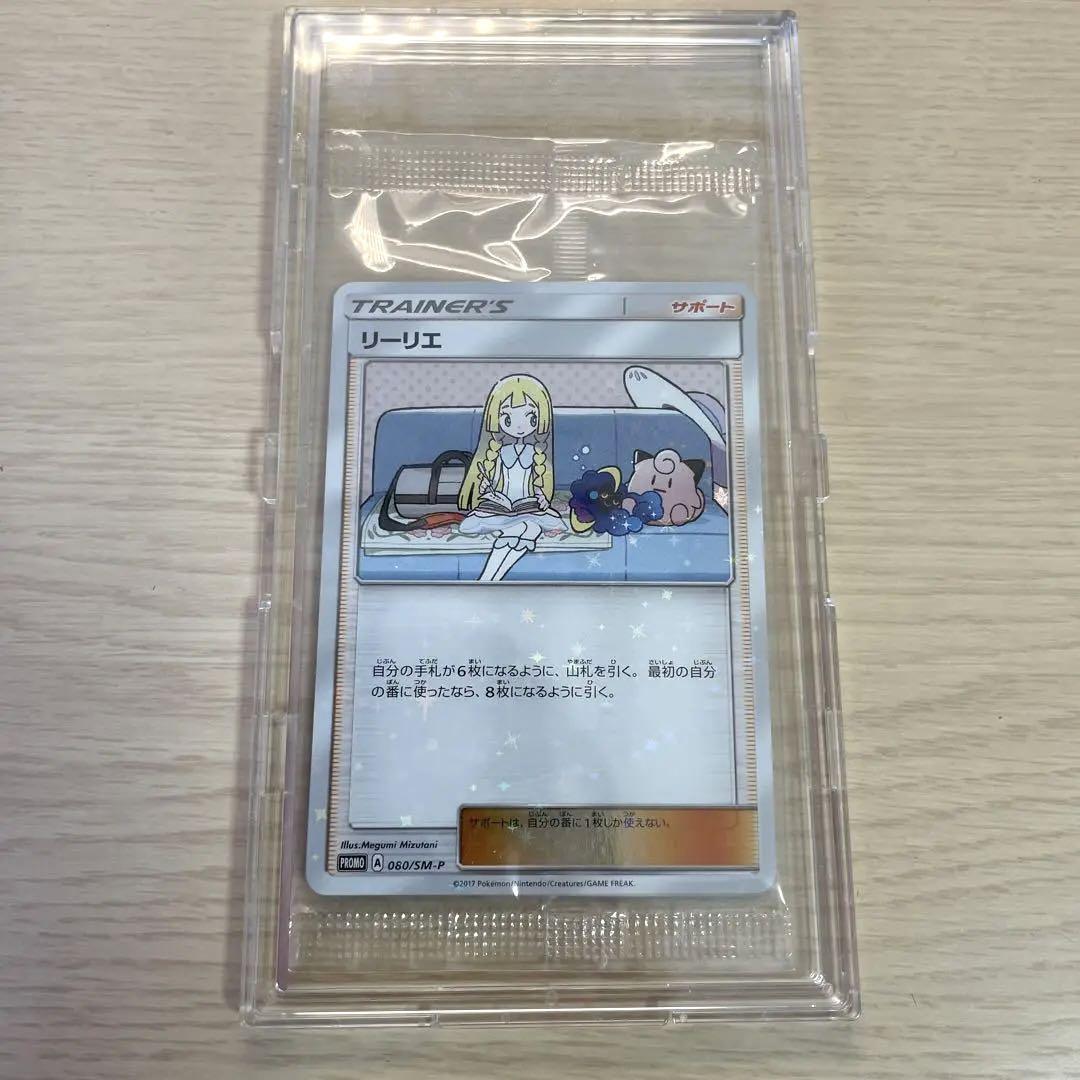 TRAINER'S
サポート
リーリエ
自分の手札が6枚になるように、山札を引く。最初の自分
の番に使ったなら、8枚になるように引く。
サポートは、自分の番に1枚しか使えない。
Illus.Megumi Mizutani
PROMO A 080/SM-P
©2017 Pokémon/Nintendo/Creatures/GAME FREAK.